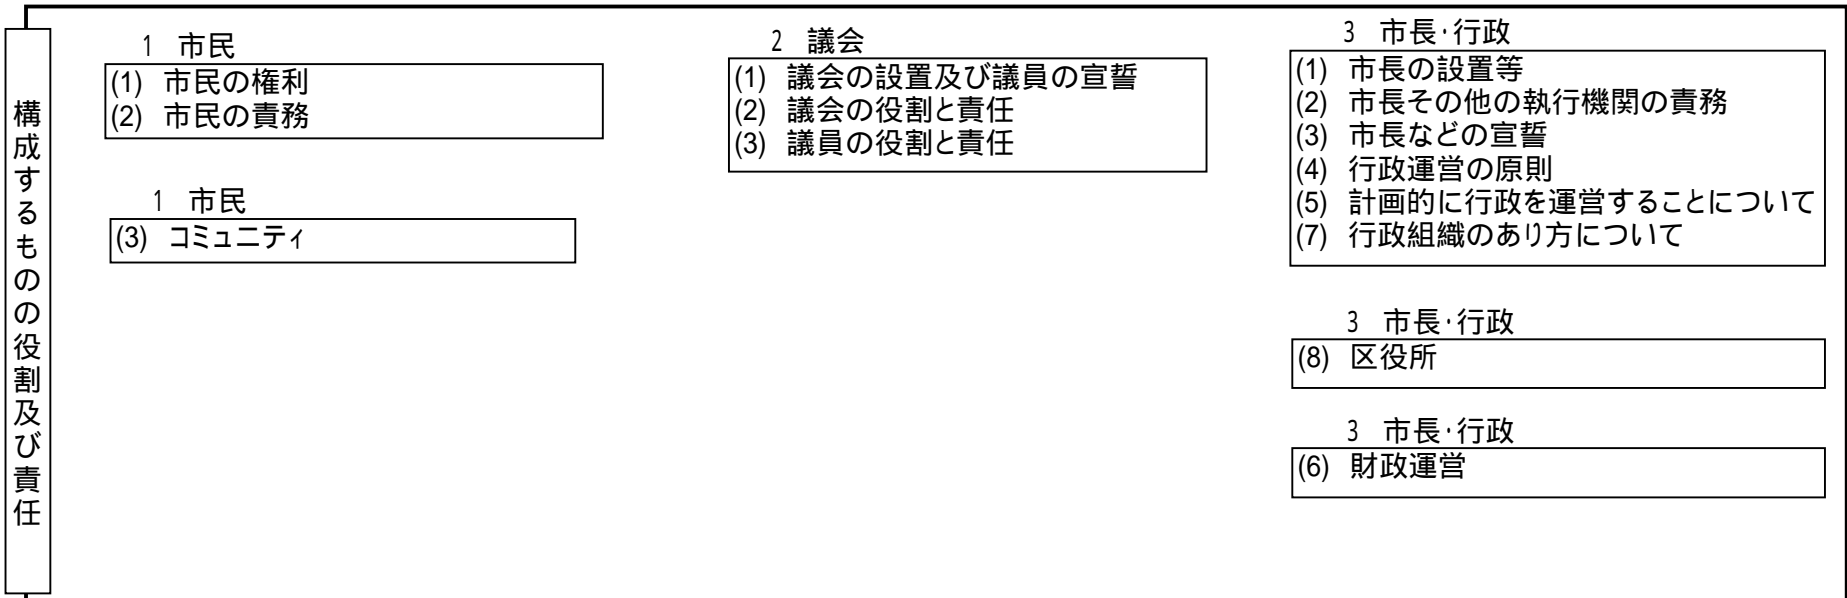 構成するものの役割及び責任
1 市民
(1) 市民の権利
(2) 市民の責務
1 市民
(3) コミュニティ
2 議会
(1) 議会の設置及び議員の宣誓
(2) 議会の役割と責任
(3) 議員の役割と責任
3 市長・行政
(1) 市長の設置等
(2) 市長その他の執行機関の責務
(3) 市長などの宣誓
(4) 行政運営の原則
(5) 計画的に行政を運営することについて
(7) 行政組織のあり方について
3 市長・行政
(8) 区役所
3 市長・行政
(6) 財政運営